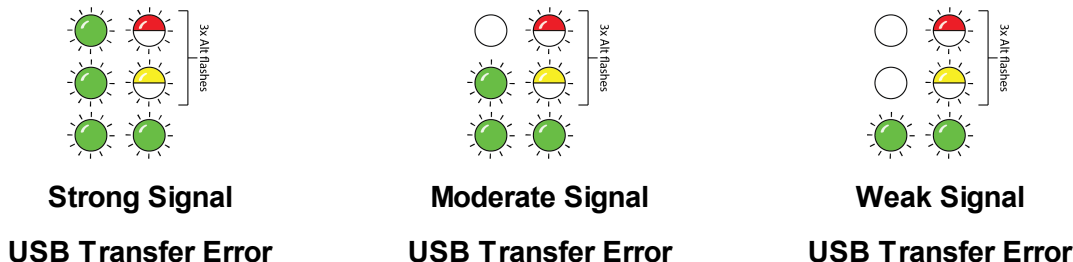 3x Alt flashes
Strong Signal
USB Transfer Error
3x Alt flashes
Moderate Signal
USB Transfer Error
3x Alt flashes
Weak Signal
USB Transfer Error